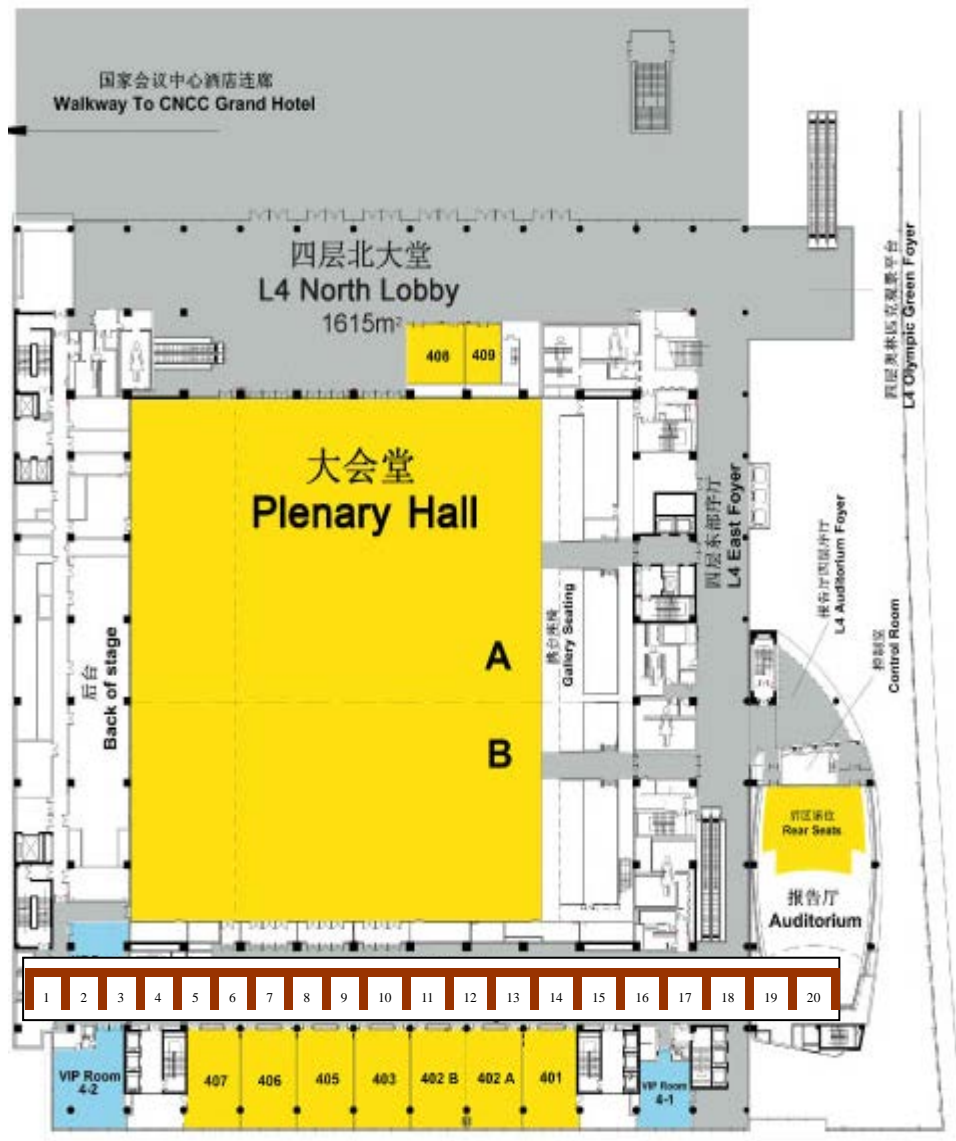 国家会议中心酒店连廊
Walkway To CNCC Grand Hotel
四层北大堂
L4 North Lobby
1615m²
408
409
四层奥林匹克观景平台
L4 Olympic Green Foyer
大会堂
Plenary Hall
四层东部序厅
L4 East Foyer
报告厅四层序厅
L4 Auditorium Foyer
控制室
Control Room
后台
Back of stage
A
Gallery Seating
B
后区座位
Rear Seats
报告厅
Auditorium
1
2
3
4
5
6
7
8
9
10
11
12
13
14
15
16
17
18
19
20
VIP Room
4-2
407
406
405
403
402 B
402 A
401
VIP Room
4-1